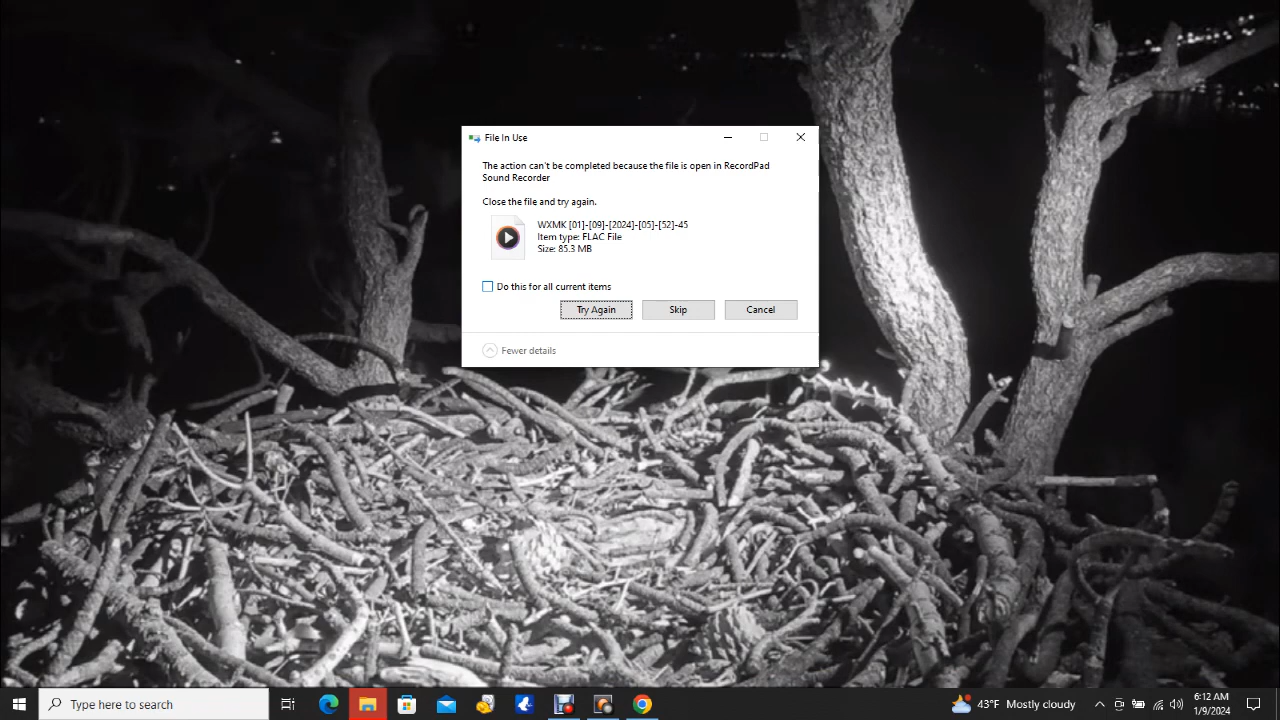 File In Use
The action can't be completed because the file is open in RecordPad
Sound Recorder
Close the file and try again.
WXMK [01]-[09]-[2024]-[05]-[52]-45
Item type: FLAC File
Size: 85.3 MB
Do this for all current items
Try Again
Skip
Cancel
Fewer details
Type here to search
43°F Mostly cloudy
6:12 AM
1/9/2024